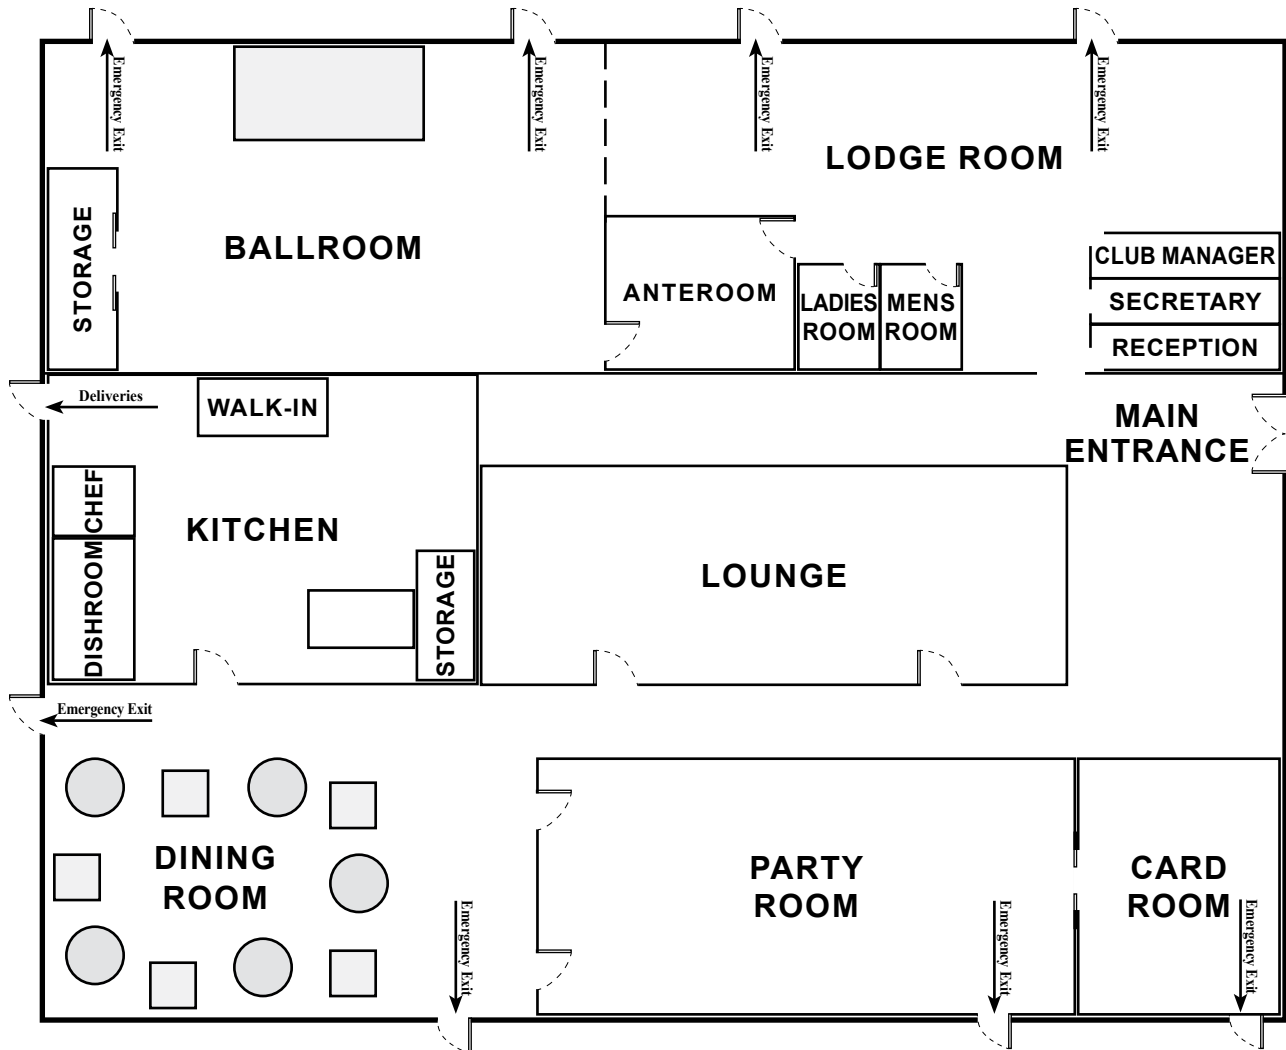 Emergency Exit
Emergency Exit
Emergency Exit
Emergency Exit
LODGE ROOM
STORAGE
BALLROOM
ANTEROOM
LADIES
ROOM
MENS
ROOM
CLUB MANAGER
SECRETARY
RECEPTION
Deliveries
WALK-IN
MAIN
ENTRANCE
CHEF
KITCHEN
DISHROOM
STORAGE
LOUNGE
Emergency Exit
DINING
ROOM
PARTY
ROOM
CARD
ROOM
Emergency Exit
Emergency Exit
Emergency Exit